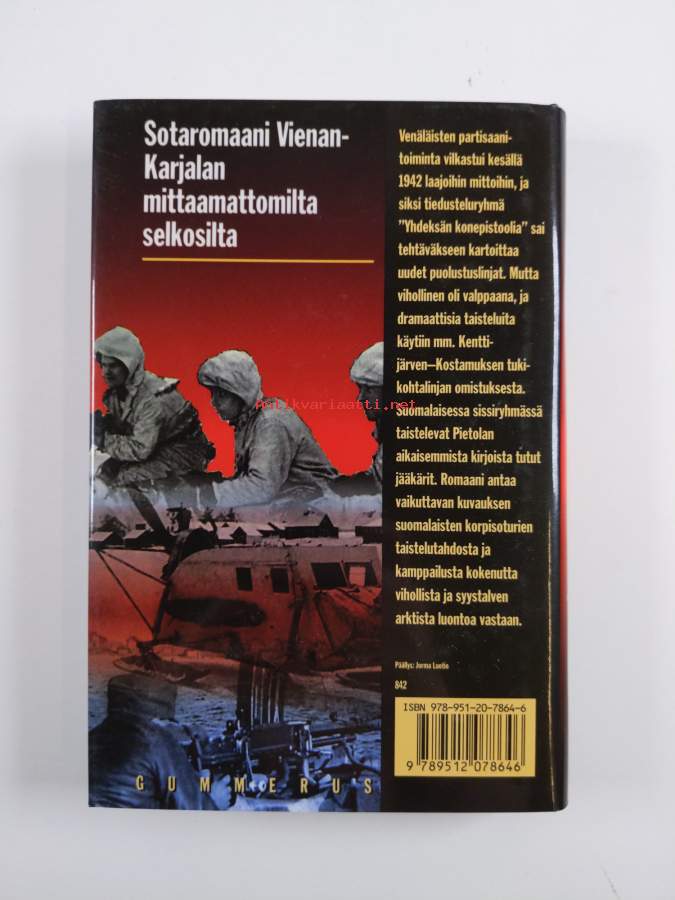 Sotaromaani Vienan-
Karjalan
mittaamattomilta
selkosilta
Venäläisten partisaani-
toiminta vilkastui kesällä
1942 laajoihin mittoihin, ja
siksi tiedusteluryhmä
”Yhdeksän konepistoolia” sai
tehtäväkseen kartoittaa
uudet puolustuslinjat. Mutta
vihollinen oli valppaana, ja
dramaattisia taisteluita
käytiin mm. Kentti-
järven—Kostamuksen tuki-
kohtalinjan omistuksesta.
Suomalaisessa sissiryhmässä
taistelevat Pietolan
aikaisemmista kirjoista tutut
jääkärit. Romaani antaa
vaikuttavan kuvauksen
suomalaisten korpisoturien
taistelutahdosta ja
kamppailusta kokenutta
vihollista ja syystalven
arktista luontoa vastaan.
Päällys: Jorma Luotio
842
ISBN 978-951-20-7864-6
9 789512 078646
GUMMERUS
Antikvariaatti.net